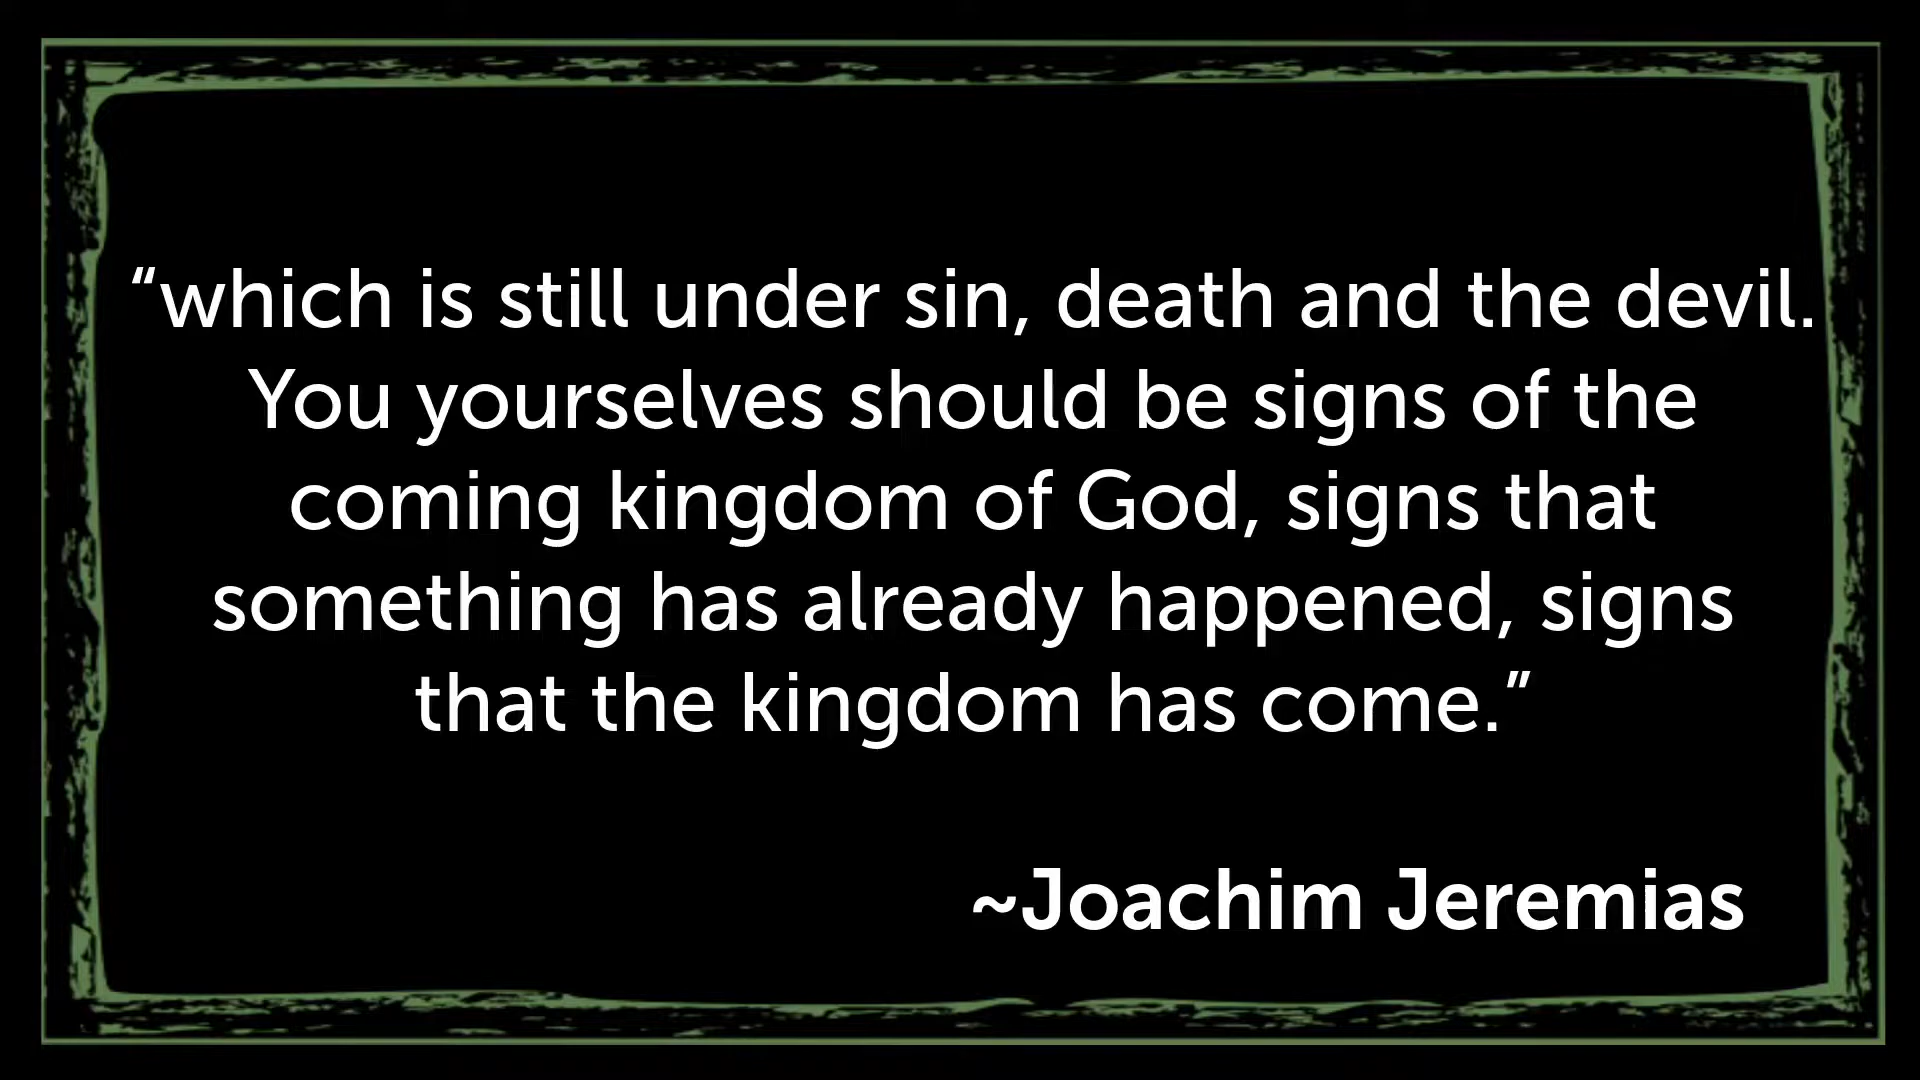 “which is still under sin, death and the devil.
You yourselves should be signs of the
coming kingdom of God, signs that
something has already happened, signs
that the kingdom has come.”
~Joachim Jeremias